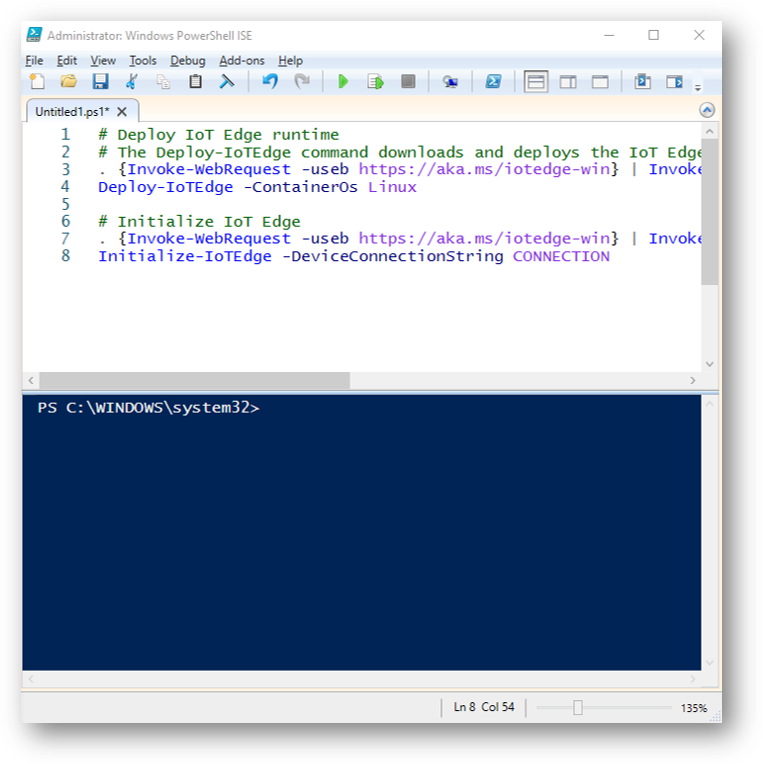 Administrator: Windows PowerShell ISE
File Edit View Tools Debug Add-ons Help
Untitled1.ps1* X
1 # Deploy IoT Edge runtime
2 # The Deploy-IoTEdge command downloads and deploys the IoT Edge
3 . {Invoke-WebRequest -useb https://aka.ms/iotedge-win} | Invoke
4 Deploy-IoTEdge -ContainerOs Linux
5
6 # Initialize IoT Edge
7 . {Invoke-WebRequest -useb https://aka.ms/iotedge-win} | Invoke
8 Initialize-IoTEdge -DeviceConnectionString CONNECTION
PS C:\WINDOWS\system32>
Ln 8 Col 54 135%